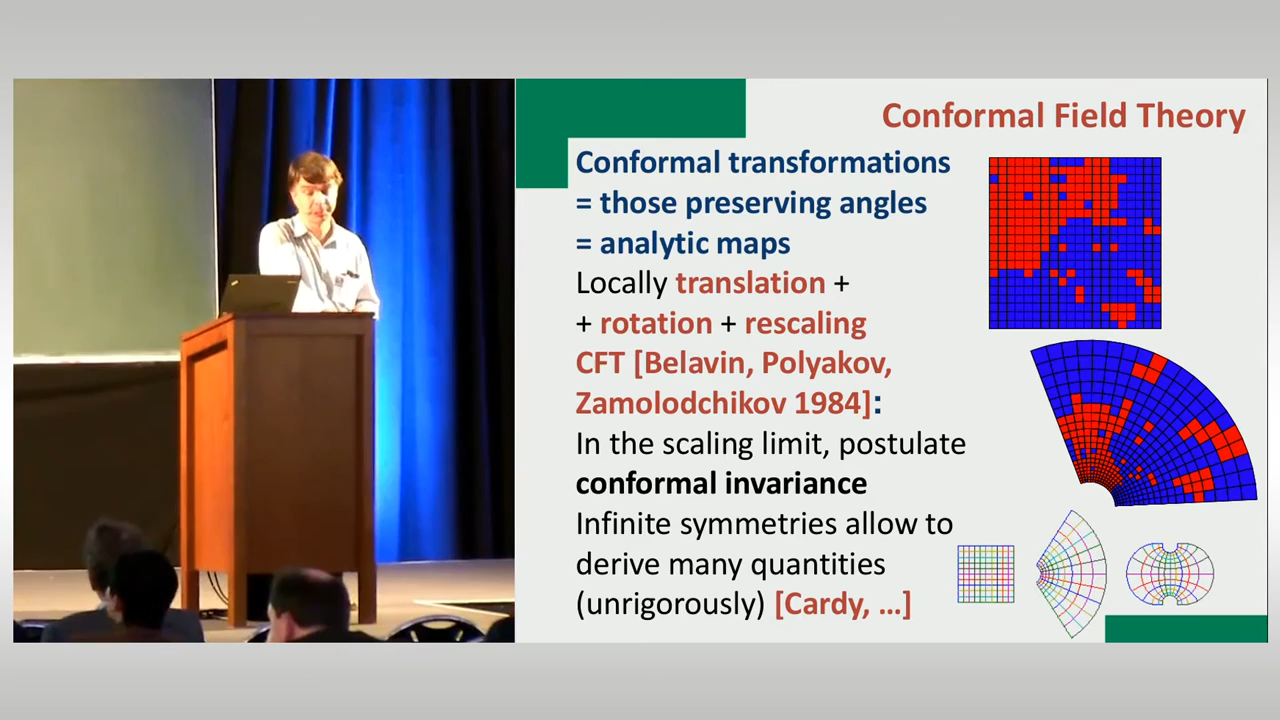 Conformal Field Theory
Conformal transformations
= those preserving angles
= analytic maps
Locally translation +
+ rotation + rescaling
CFT [Belavin, Polyakov,
Zamolodchikov 1984]:
In the scaling limit, postulate
conformal invariance
Infinite symmetries allow to
derive many quantities
(unrigorously) [Cardy, …]